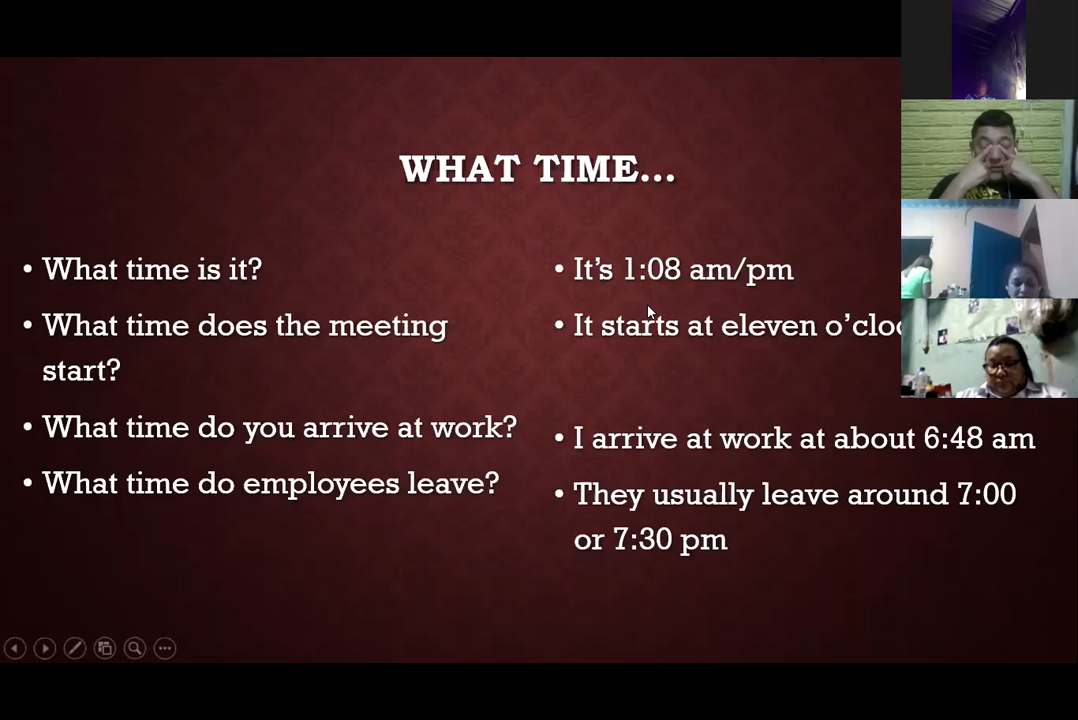 WHAT TIME...
• What time is it?
• What time does the meeting
start?
• What time do you arrive at work?
• What time do employees leave?
• It's 1:08 am/pm
• It starts at eleven
• I arrive at work at about 6:48 am
• They usually leave around 7:00
or 7:30 pm